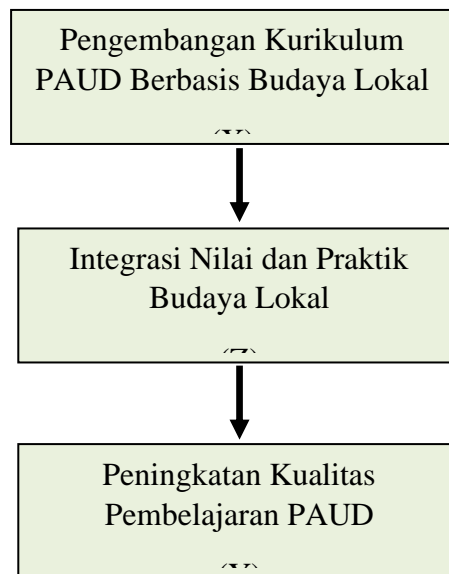 Pengembangan Kurikulum
PAUD Berbasis Budaya Lokal
Integrasi Nilai dan Praktik
Budaya Lokal
Peningkatan Kualitas
Pembelajaran PAUD